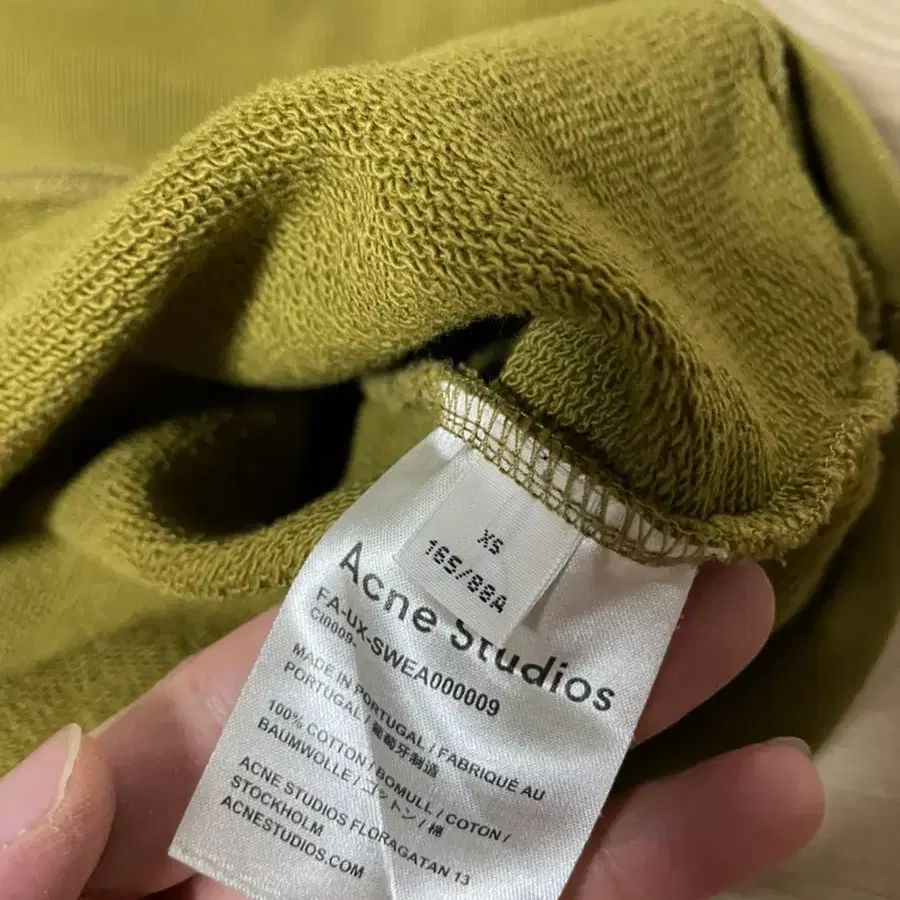 XS
165/88A
Acne Studios
FA-UX-SWEA000009
CI0009-
MADE IN PORTUGAL / FABRIQUÉ AU
PORTUGAL / 葡萄牙制造
100% COTTON / BOMULL / COTON /
BAUMWOLLE / コットン / 棉
ACNE STUDIOS FLORAGATAN 13
STOCKHOLM
ACNESTUDIOS.COM